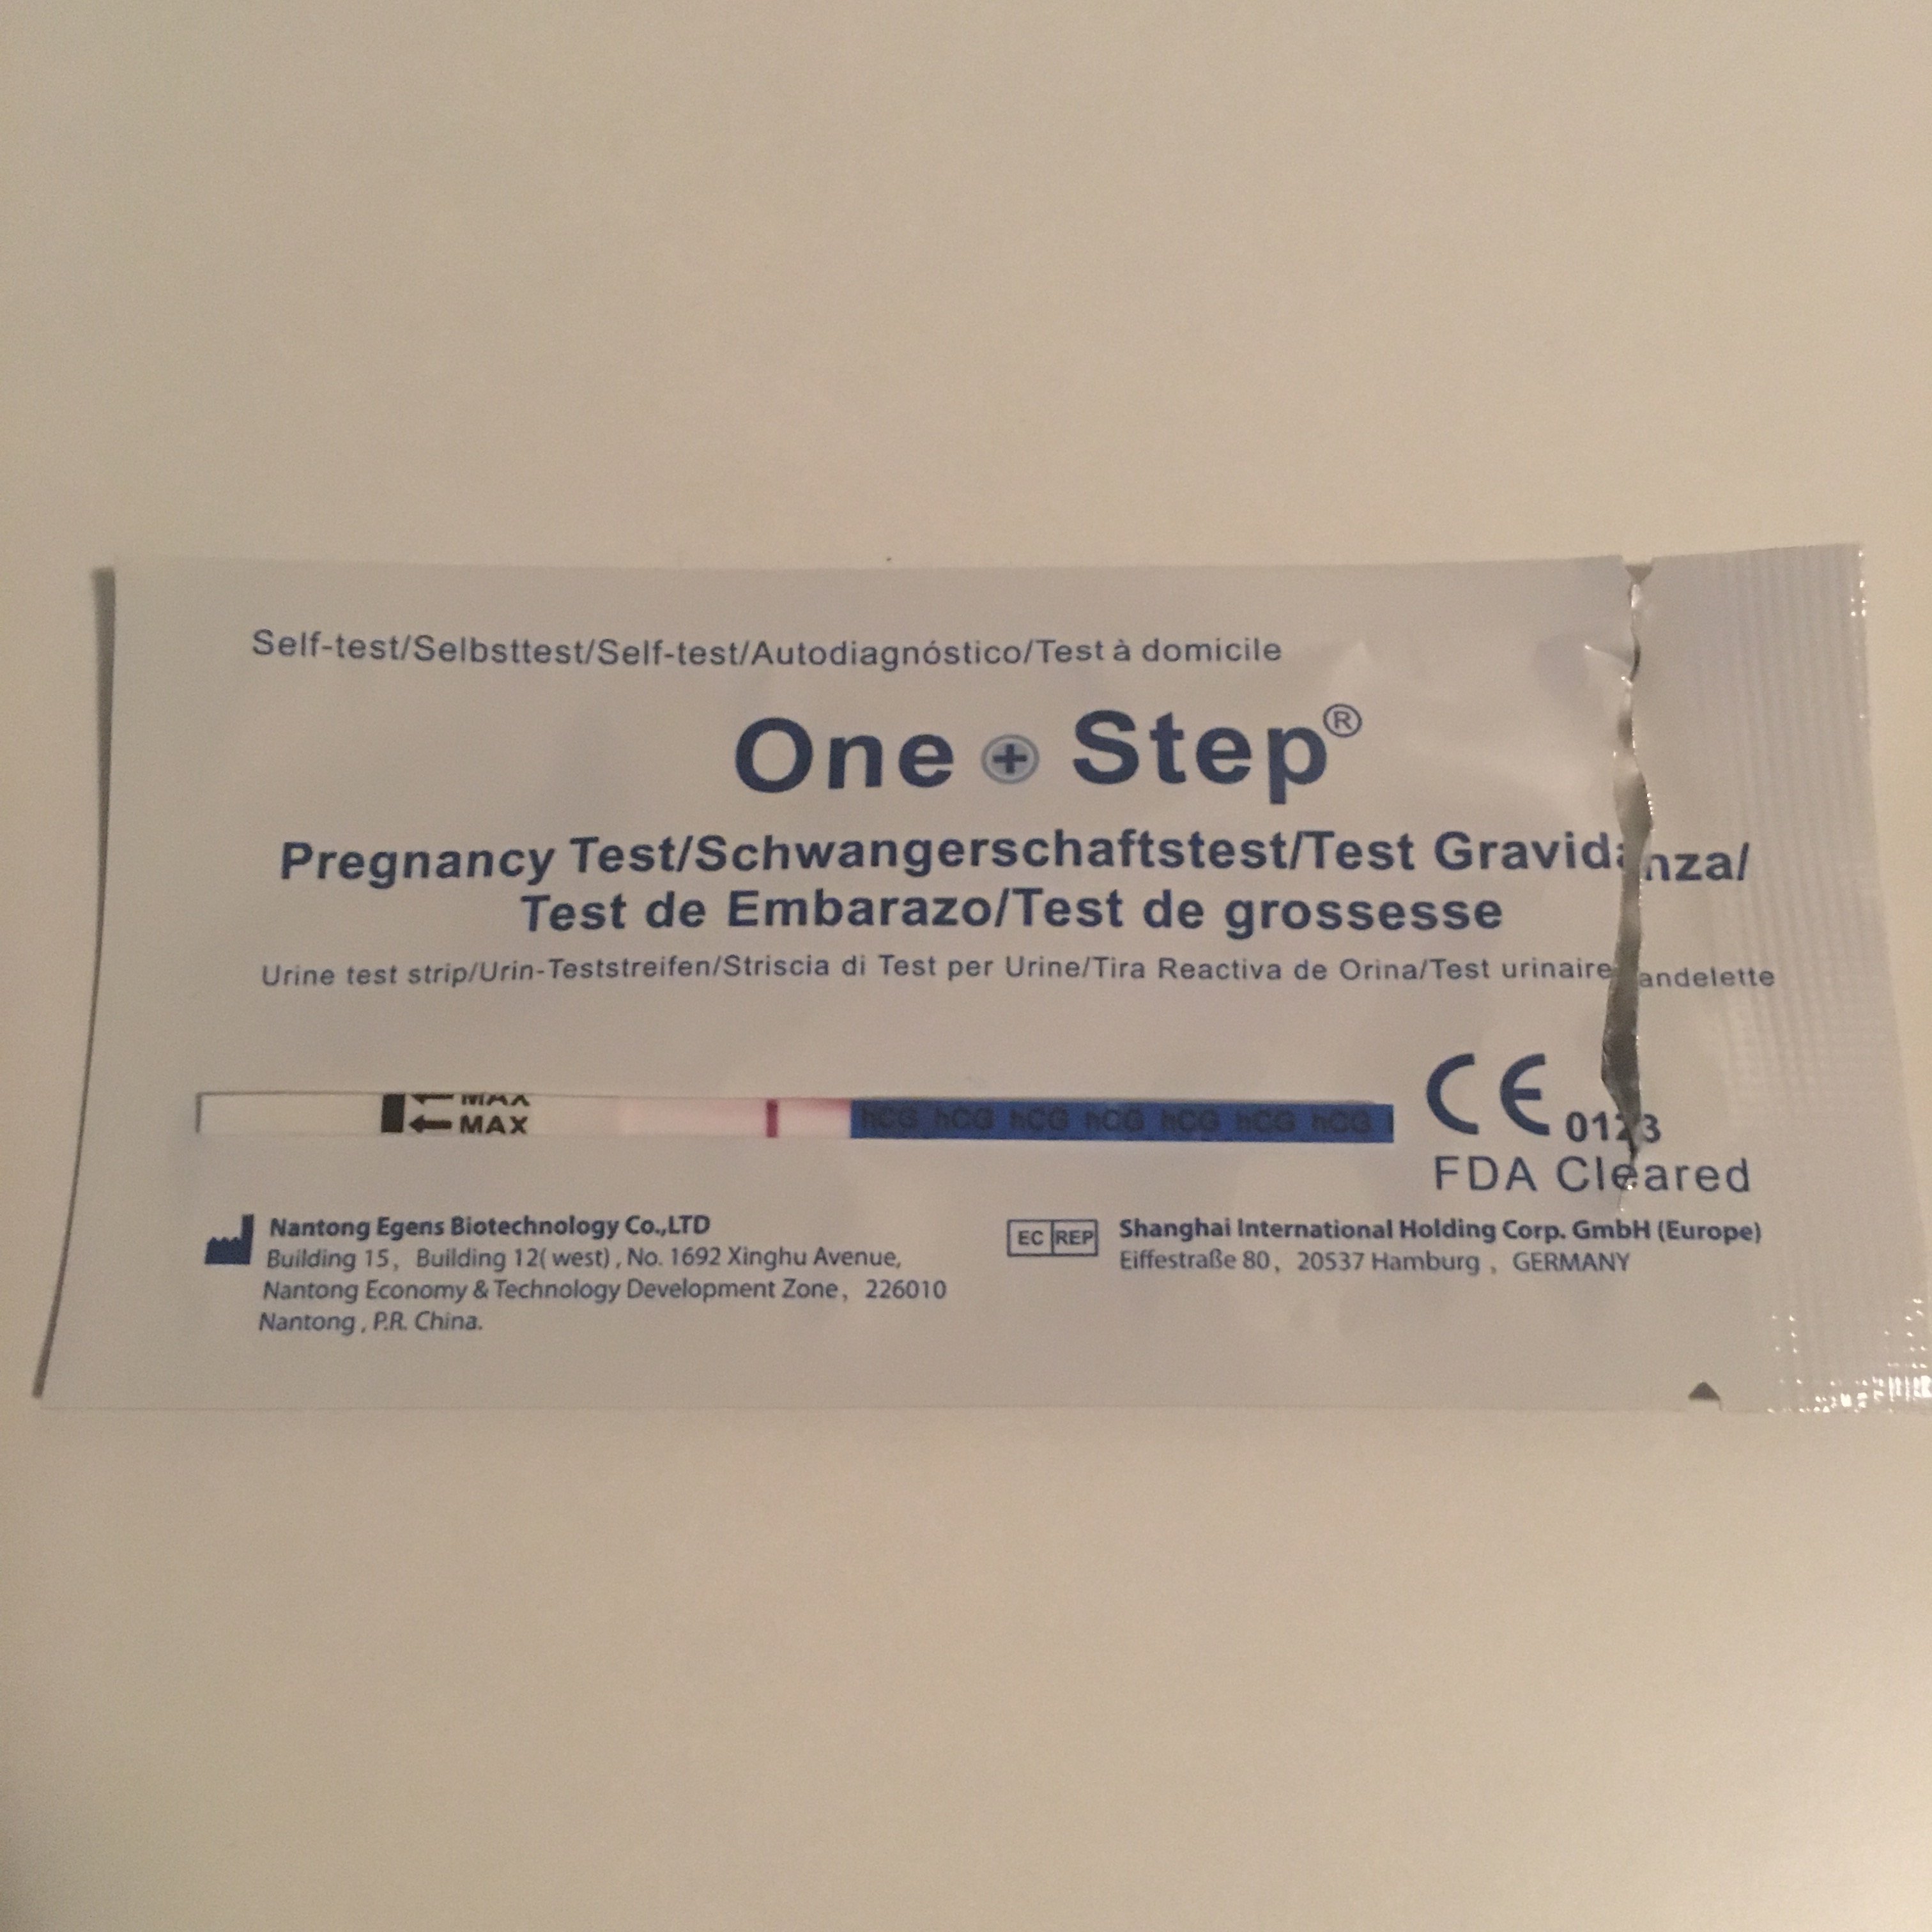 Self-test/Selbsttest/Self-test/Autodiagnóstico/Test à domicile
One + Step®
Pregnancy Test/Schwangerschaftstest/Test Gravidanza/
Test de Embarazo/Test de grossesse
Urine test strip/Urin-Teststreifen/Striscia di Test per Urine/Tira Reactiva de Orina/Test urinaire
MAX
MAX
hCG hCG hCG hCG hCG hCG hCG
CE 0123
FDA Cleared
Nantong Egens Biotechnology Co.,LTD
Building 15, Building 12( west) , No. 1692 Xinghu Avenue,
Nantong Economy & Technology Development Zone, 226010
Nantong , P.R. China.
EC REP
Shanghai International Holding Corp. GmbH (Europe)
Eiffestraße 80, 20537 Hamburg , GERMANY